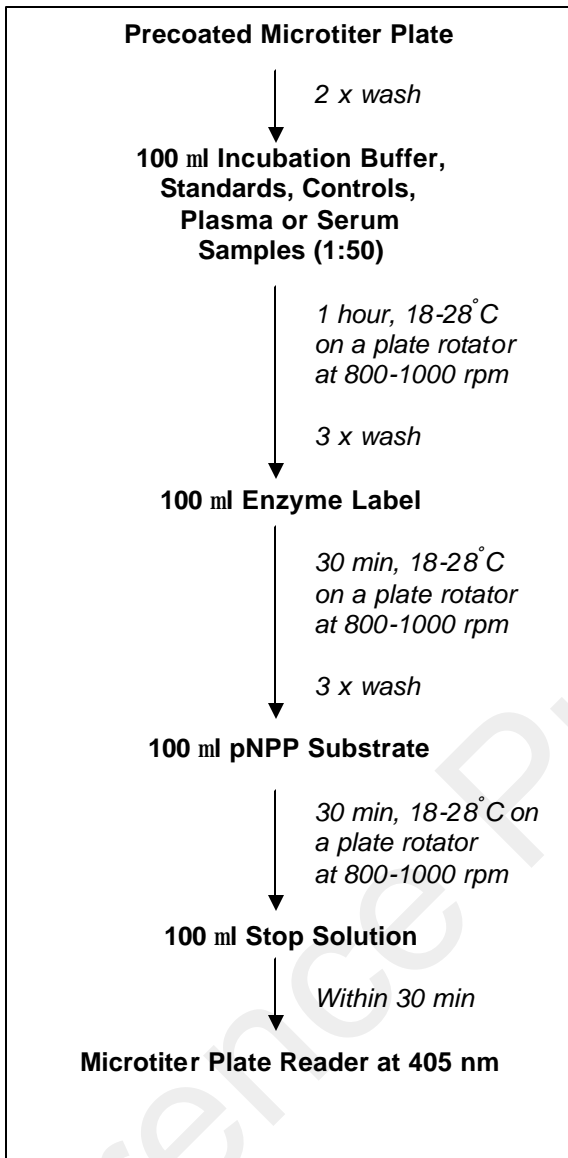 Precoated Microtiter Plate
2 x wash
100 ml Incubation Buffer,
Standards, Controls,
Plasma or Serum
Samples (1:50)
1 hour, 18-28°C
on a plate rotator
at 800-1000 rpm
3 x wash
100 ml Enzyme Label
30 min, 18-28°C
on a plate rotator
at 800-1000 rpm
3 x wash
100 ml pNPP Substrate
30 min, 18-28°C on
a plate rotator
at 800-1000 rpm
100 ml Stop Solution
Within 30 min
Microtiter Plate Reader at 405 nm